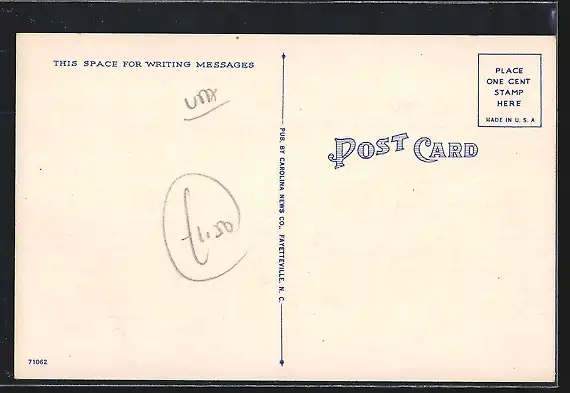 THIS SPACE FOR WRITING MESSAGES
£1.50
PUB. BY CAROLINA NEWS CO., FAYETTEVILLE, N. C.
POST CARD
PLACE
ONE CENT
STAMP
HERE
MADE IN U. S. A
71062